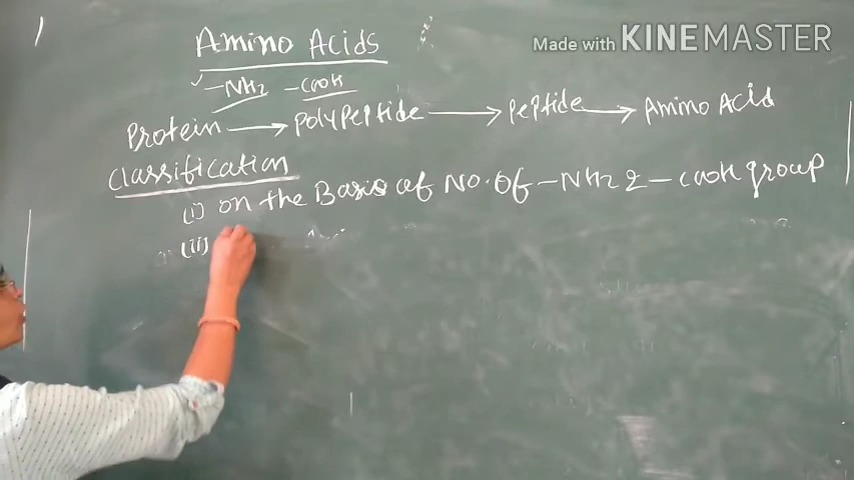 Amino Acids
Made with KINEMASTER
-NH2 -COOH
Protein → PolyPePtide → PePtide → Amino Acid
Classification
(i) on the Basis of No. Of -NH2 & -COOH group
(ii)